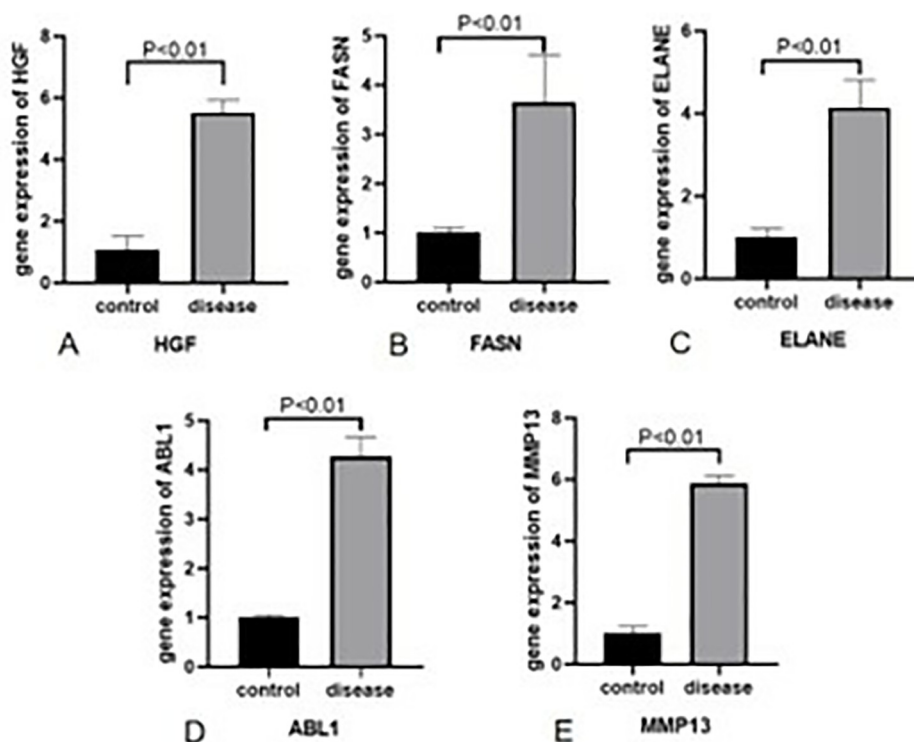 P<0.01
gene expression of HGF
8
6
4
2
0
control disease
A HGF
P<0.01
gene expression of FASN
5
4
3
2
1
0
control disease
B FASN
P<0.01
gene expression of ELANE
6
4
2
0
control disease
C ELANE
P<0.01
gene expression of ABL1
5
4
3
2
1
0
control disease
D ABL1
P<0.01
gene expression of MMP13
8
6
4
2
0
control disease
E MMP13